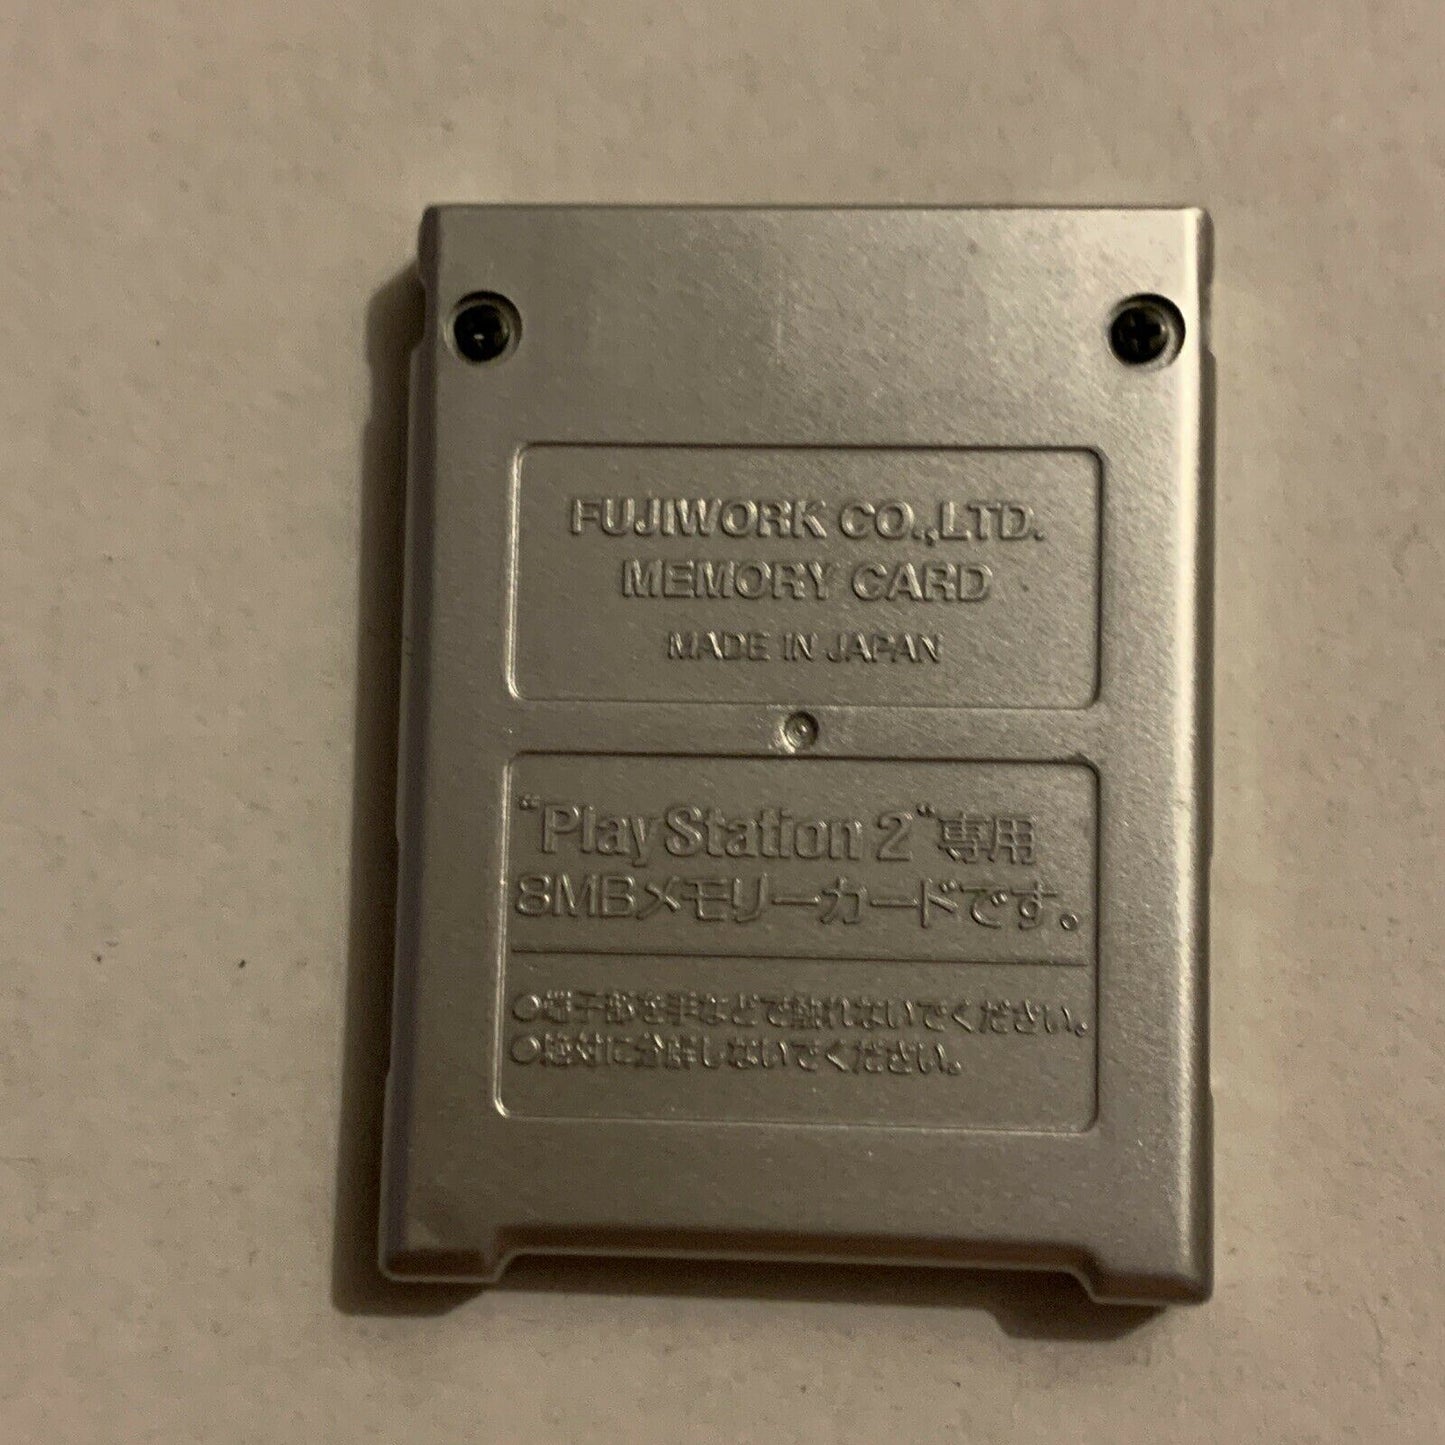 FUJIWORK CO.,LTD.
MEMORY CARD
MADE IN JAPAN
“PlayStation 2“専用
8MBメモリーカードです。
●端子部を手などで触れないでください。
●絶対に分解しないでください。